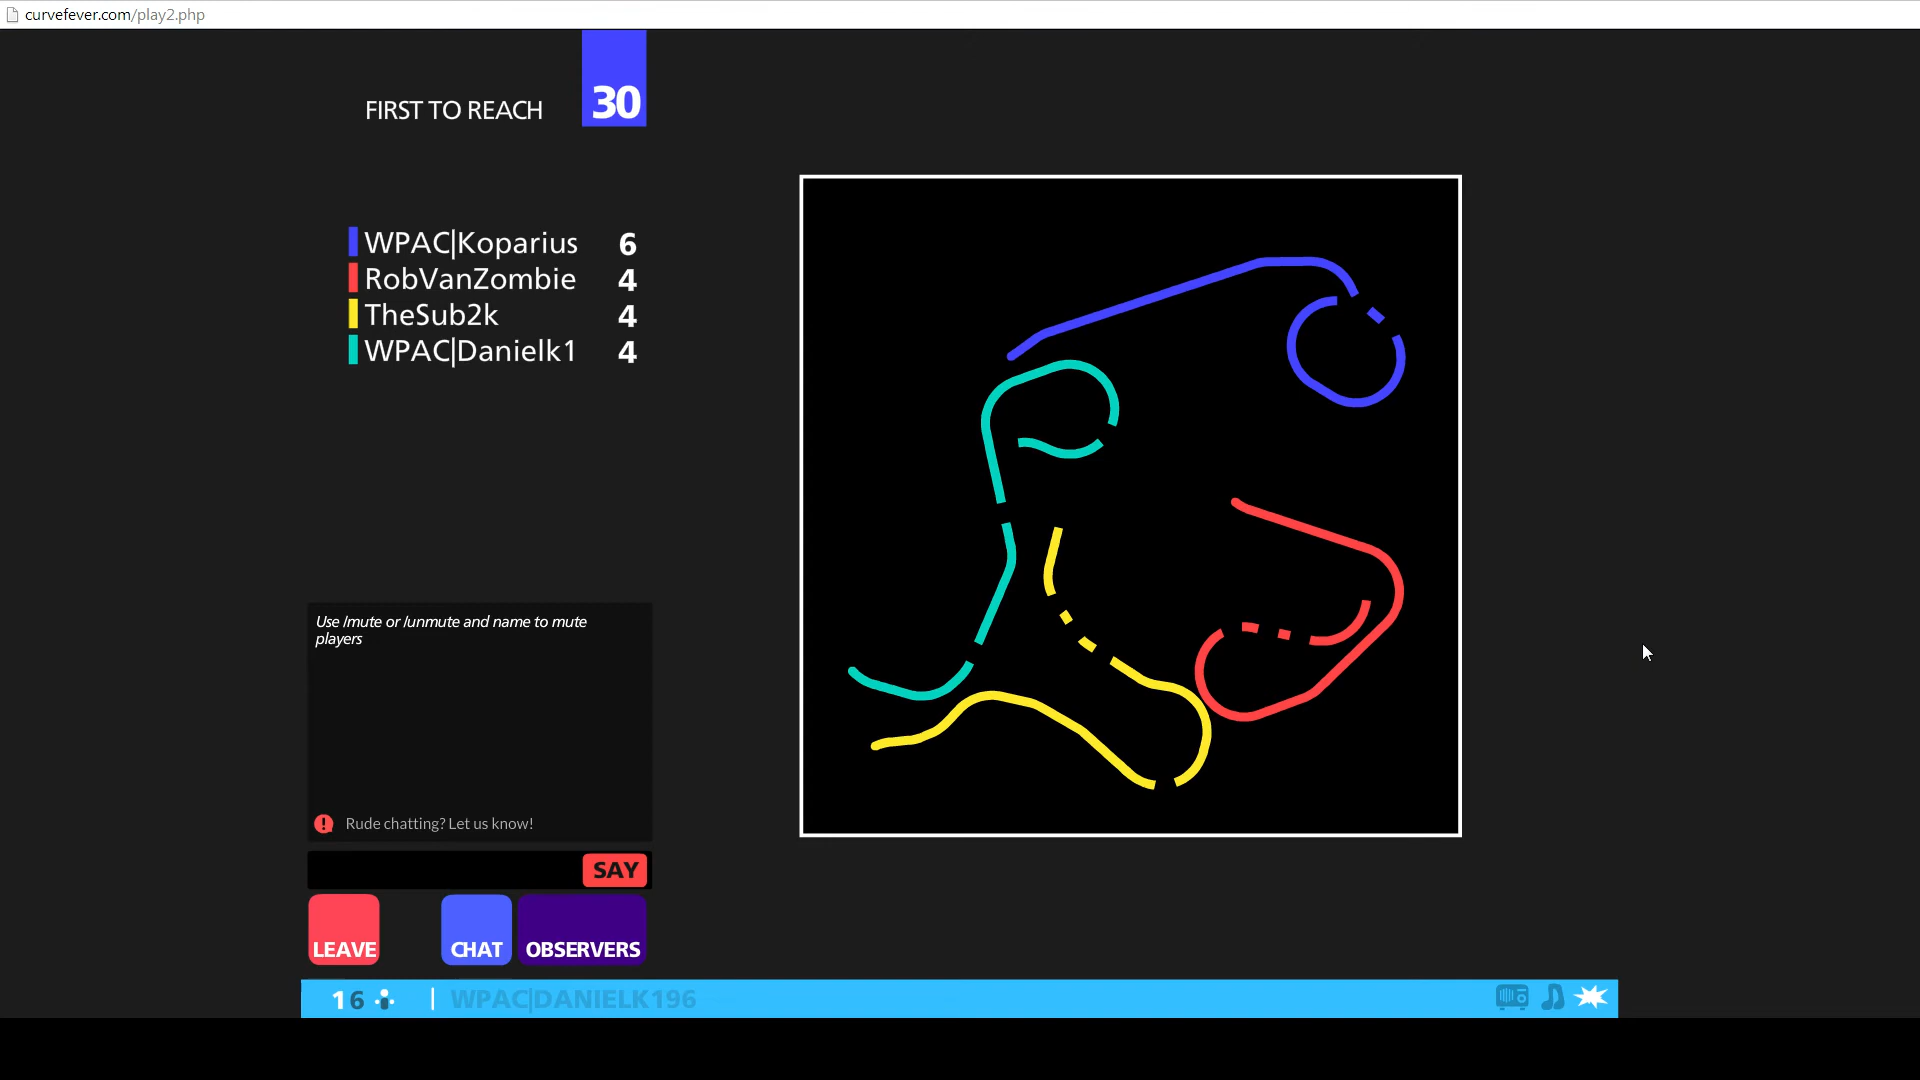 curvefever.com/play2.php
FIRST TO REACH 30
WPAC|Koparius 6
RobVanZombie 4
TheSub2k 4
WPAC|Danielk1 4
Use /mute or /unmute and name to mute
players
Rude chatting? Let us know!
SAY
LEAVE CHAT OBSERVERS
16 WPAC|DANIELK196